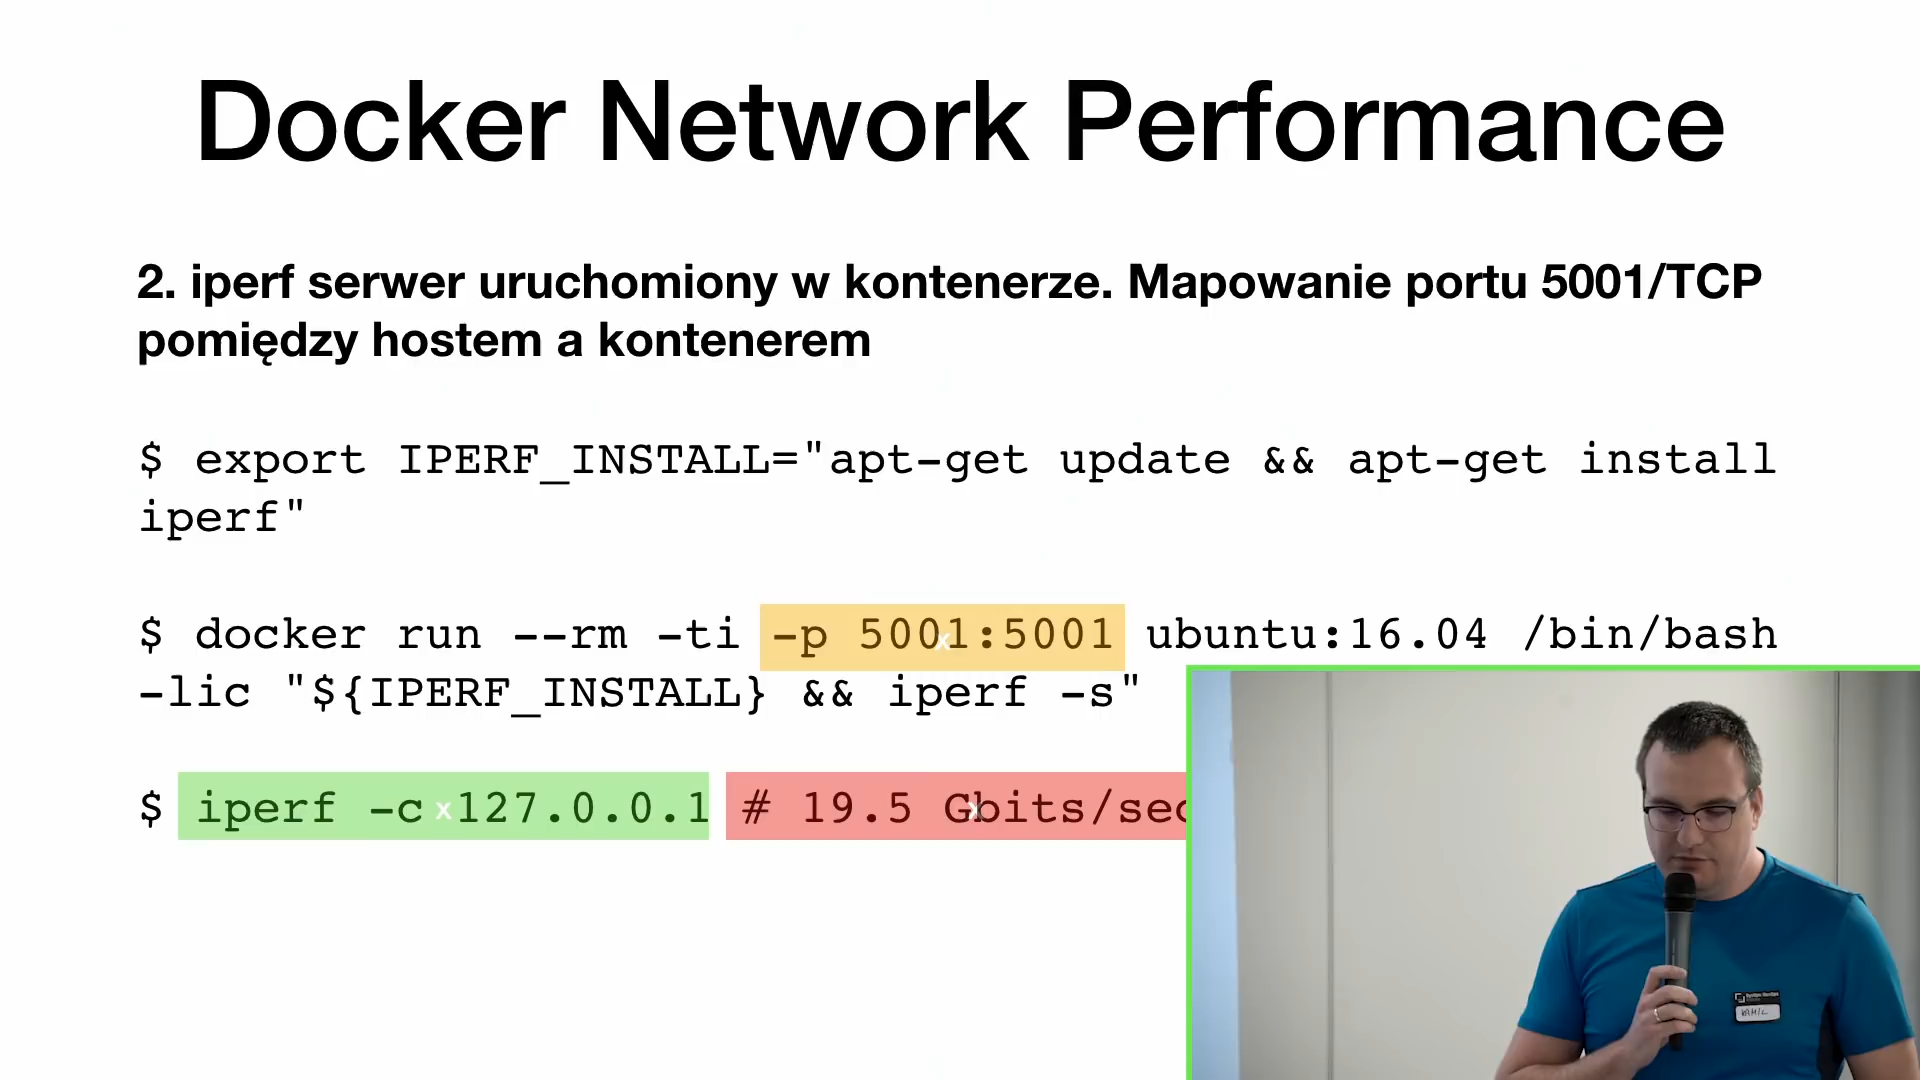 Docker Network Performance
2. iperf serwer uruchomiony w kontenerze. Mapowanie portu 5001/TCP
pomiędzy hostem a kontenerem
$ export IPERF_INSTALL="apt-get update && apt-get install
iperf"
$ docker run --rm -ti -p 5001:5001 ubuntu:16.04 /bin/bash
-lic "${IPERF_INSTALL} && iperf -s"
$ iperf -c 127.0.0.1 # 19.5 Gbits/sec
KAMIL